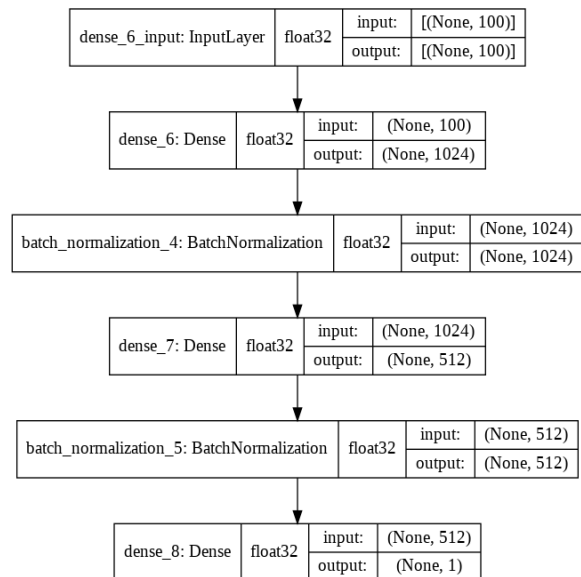 dense_6_input: InputLayer float32 input: [(None, 100)]
output: [(None, 100)]
dense_6: Dense float32 input: (None, 100)
output: (None, 1024)
batch_normalization_4: BatchNormalization float32 input: (None, 1024)
output: (None, 1024)
dense_7: Dense float32 input: (None, 1024)
output: (None, 512)
batch_normalization_5: BatchNormalization float32 input: (None, 512)
output: (None, 512)
dense_8: Dense float32 input: (None, 512)
output: (None, 1)